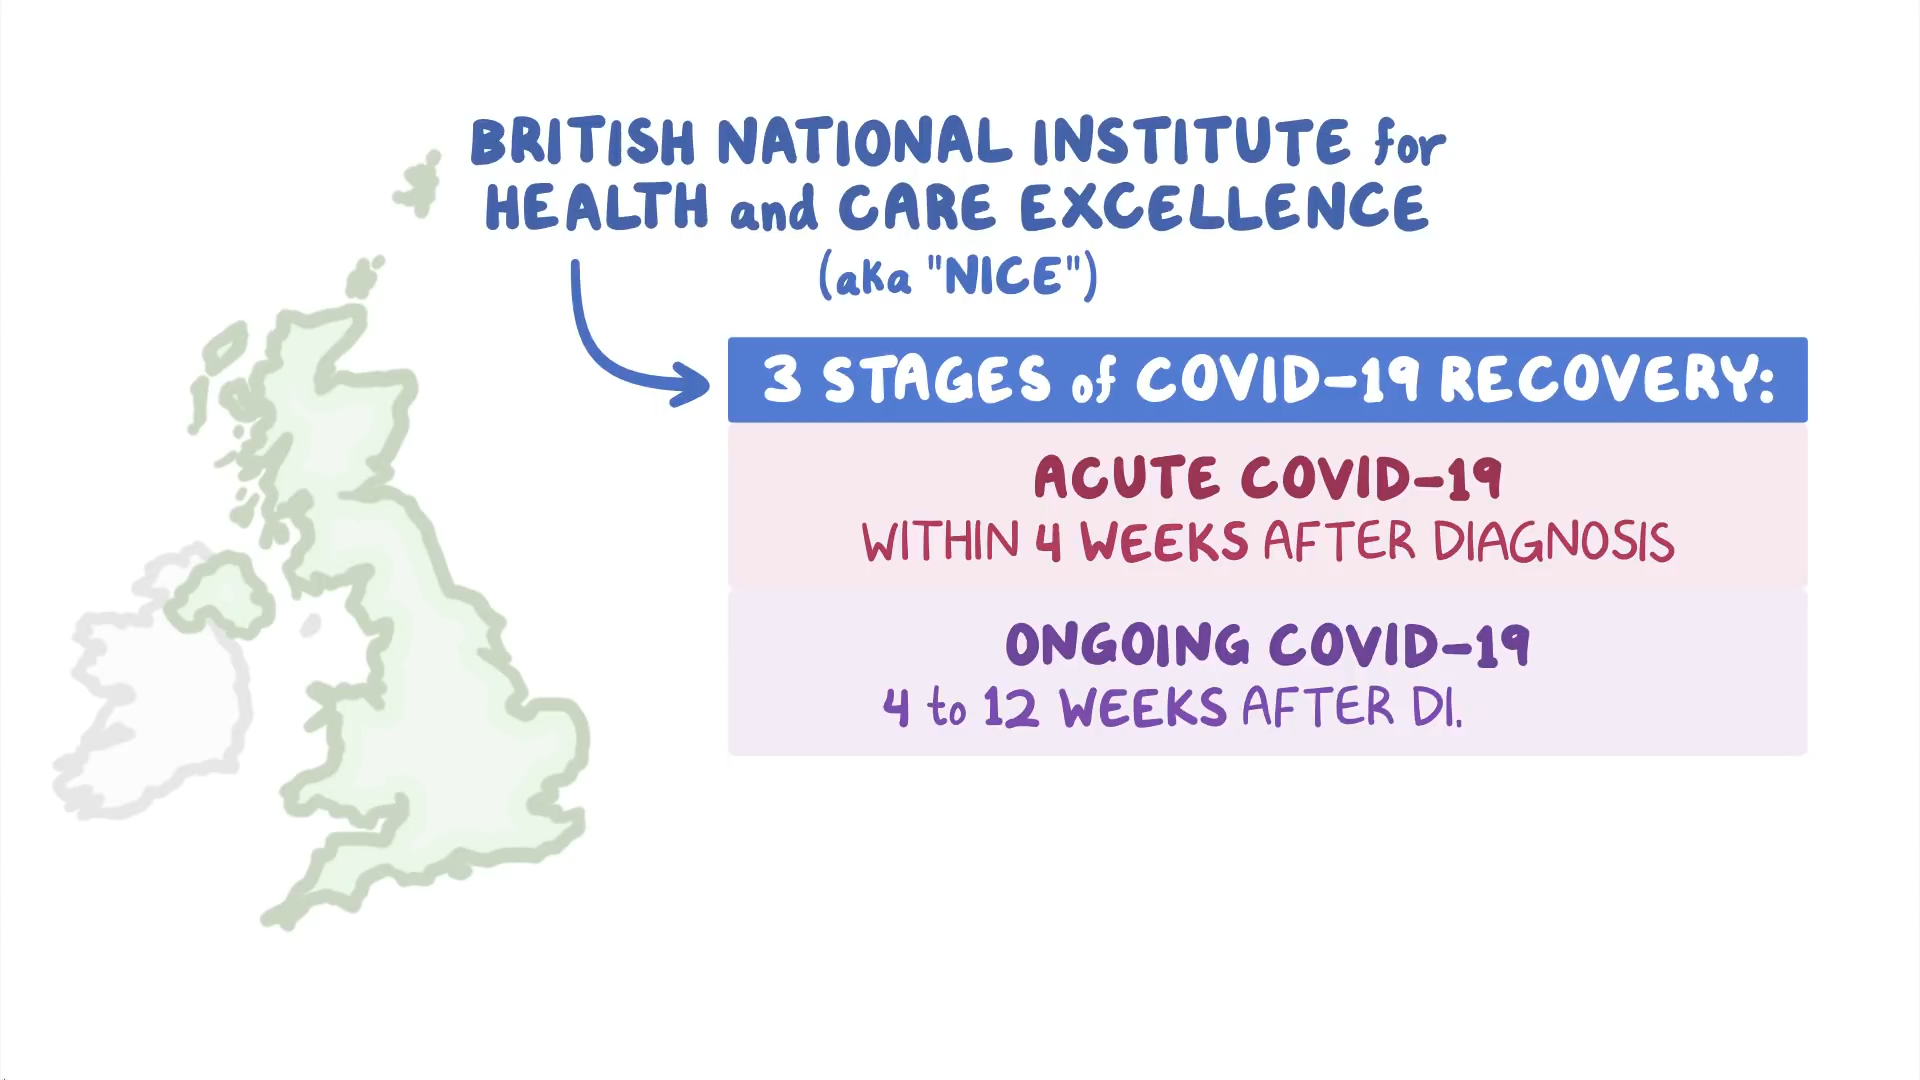 BRITISH NATIONAL INSTITUTE for
HEALTH and CARE EXCELLENCE
(aka "NICE")
3 STAGES of COVID-19 RECOVERY:
ACUTE COVID-19
WITHIN 4 WEEKS AFTER DIAGNOSIS
ONGOING COVID-19
4 to 12 WEEKS AFTER DI.